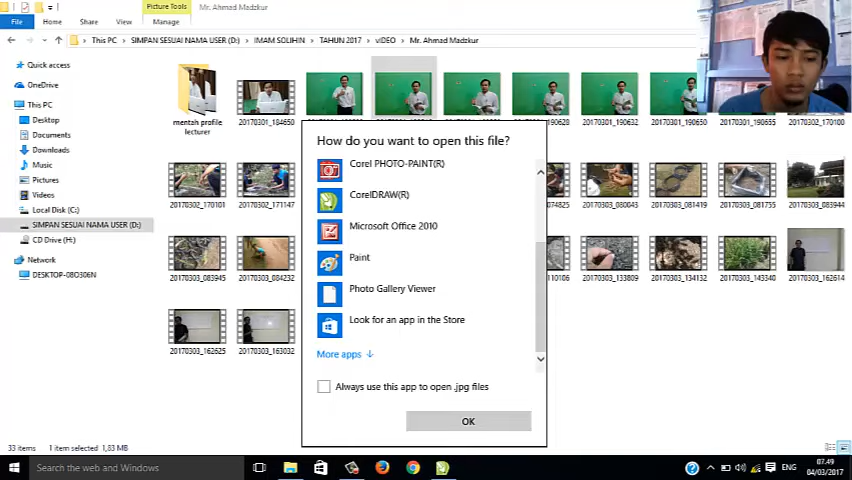 Picture Tools
Mr. Ahmad Madzkur
File
Home
Share
View
Manage
This PC
SIMPAN SESUAI NAMA USER (D:)
IMAM SOLIHIN
TAHUN 2017
vIDEO
Mr. Ahmad Madzkur
Quick access
OneDrive
This PC
Desktop
Documents
Downloads
Music
Pictures
Videos
Local Disk (C:)
SIMPAN SESUAI NAMA USER (D:)
CD Drive (H:)
Network
DESKTOP-08O306N
mentah profile
lecturer
20170301_184650
20170301_190628
20170301_190632
20170301_190655
20170302_170100
20170302_170101
20170302_171147
20170303_080043
20170303_081419
20170303_081755
20170303_083944
20170303_083945
20170303_084232
20170303_134132
20170303_134240
20170303_162614
20170303_162625
20170303_163032
How do you want to open this file?
Corel PHOTO-PAINT(R)
CorelDRAW(R)
Microsoft Office 2010
Paint
Photo Gallery Viewer
Look for an app in the Store
More apps
Always use this app to open .jpg files
OK
33 items
1 item selected 1,83 MB
Search the web and Windows
ENG
07.49
04/03/2017